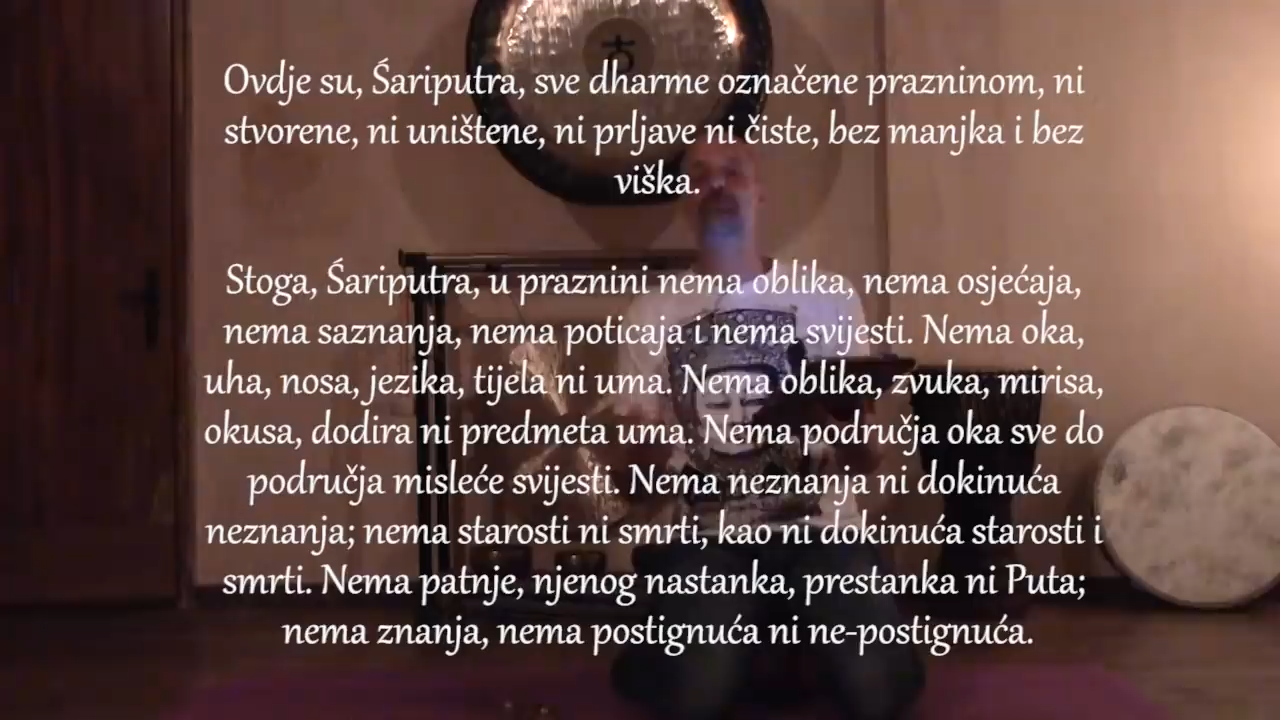 Ovdje su, Śariputra, sve dharme označene prazninom, ni
stvorene, ni uništene, ni prljave ni čiste, bez manjka i bez
viška.
Stoga, Śariputra, u praznini nema oblika, nema osjećaja,
nema saznanja, nema poticaja i nema svijesti. Nema oka,
uha, nosa, jezika, tijela ni uma. Nema oblika, zvuka, mirisa,
okusa, dodira ni predmeta uma. Nema područja oka sve do
područja misleće svijesti. Nema neznanja ni dokinuća
neznanja; nema starosti ni smrti, kao ni dokinuća starosti i
smrti. Nema patnje, njenog nastanka, prestanka ni Puta;
nema znanja, nema postignuća ni ne-postignuća.